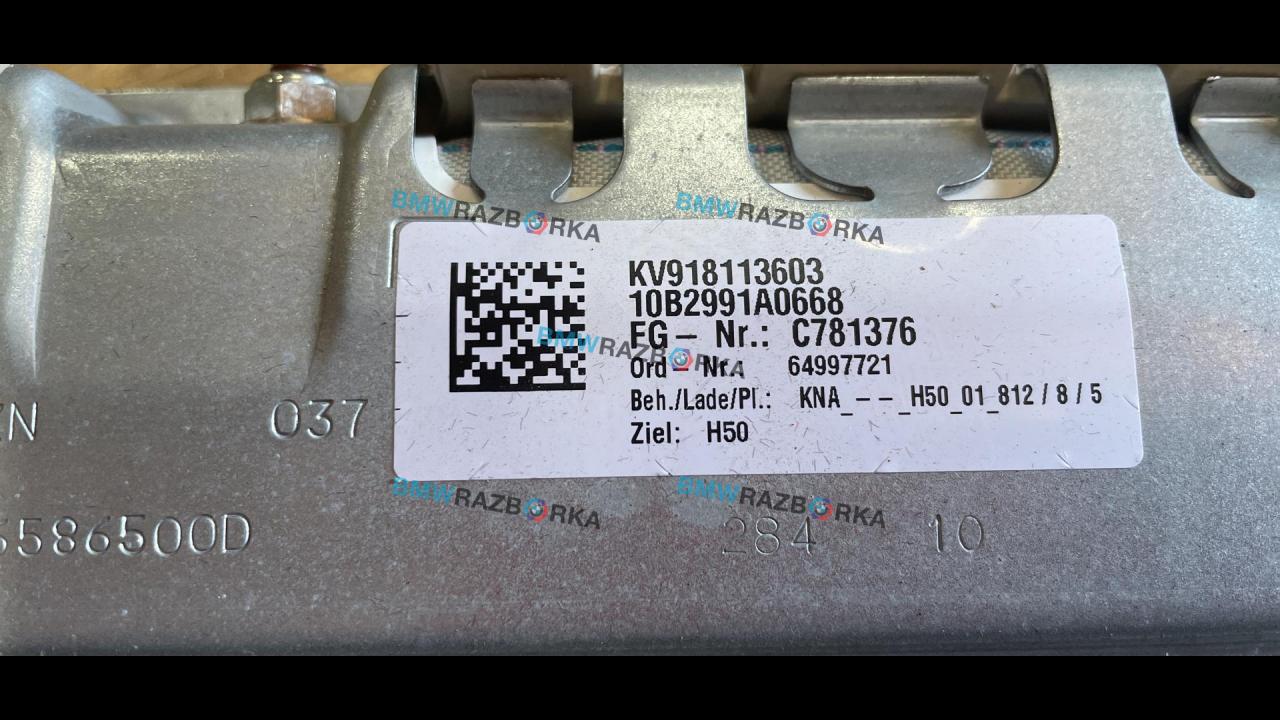 BMWRAZBORKA BMWRAZBORKA
KV918113603
10B2991A0668
FG- Nr.: C781376
BMWRAZBORKA
Ord- Nr. 64997721
Beh./Lade/Pl.: KNA_--_H50_01_812 / 8 / 5
Ziel: H50
037
BMWRAZBORKA BMWRAZBORKA
586500D
284 10